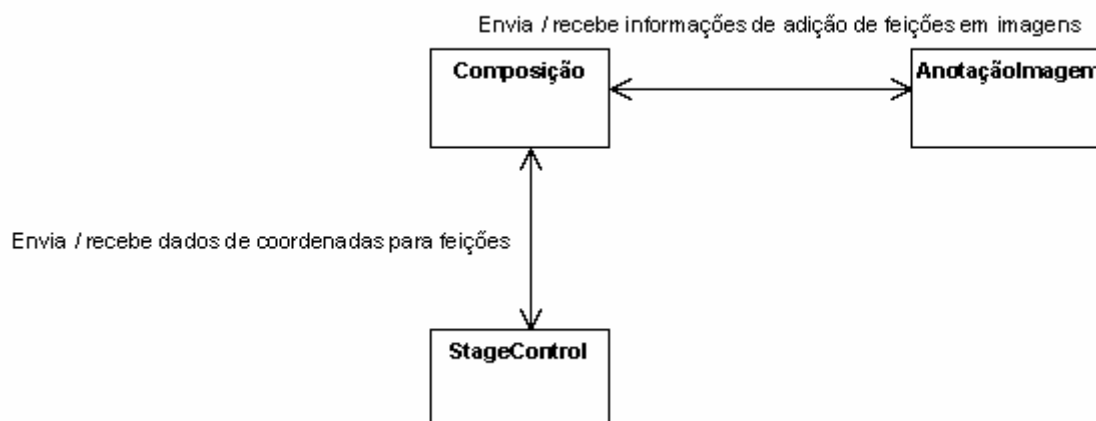 Envia / recebe informações de adição de feições em imagens
Composição
AnotaçãoImagem
Envia / recebe dados de coordenadas para feições
StageControl